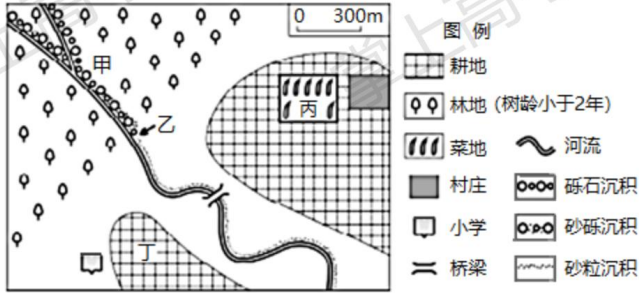 0 300m
甲
乙
丙
丁
图 例
耕地
林地 (树龄小于2年)
菜地
河流
村庄
砾石沉积
小学
砂砾沉积
桥梁
砂粒沉积